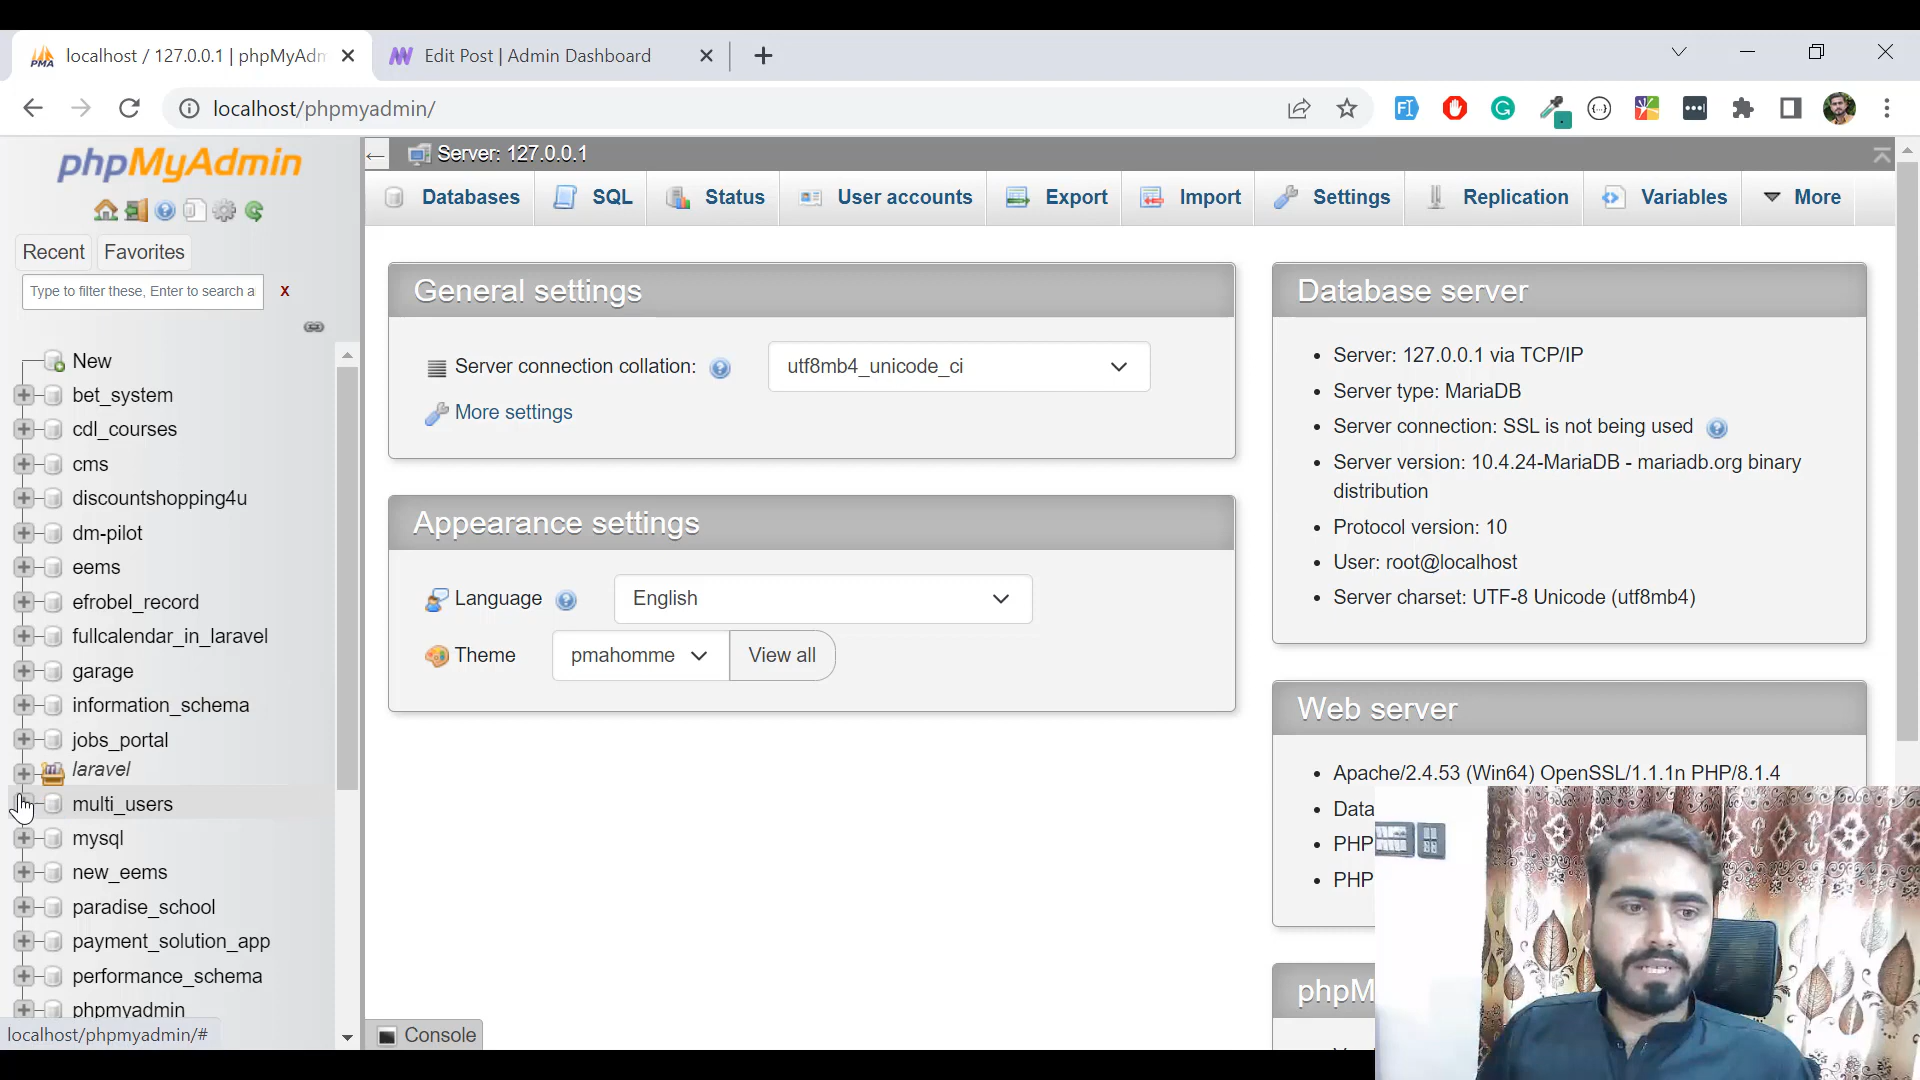 localhost / 127.0.0.1 | phpMyAdm
Edit Post | Admin Dashboard
localhost/phpmyadmin/
phpMyAdmin
Recent
Favorites
Type to filter these, Enter to search a
X
New
bet_system
cdl_courses
cms
discountshopping4u
dm-pilot
eems
efrobel_record
fullcalendar_in_laravel
garage
information_schema
jobs_portal
laravel
multi_users
mysql
new_eems
paradise_school
payment_solution_app
performance_schema
phpmyadmin
localhost/phpmyadmin/#
Server: 127.0.0.1
Databases
SQL
Status
User accounts
Export
Import
Settings
Replication
Variables
More
General settings
Server connection collation:
utf8mb4_unicode_ci
More settings
Appearance settings
Language
English
Theme
pmahomme
View all
Console
Database server
Server: 127.0.0.1 via TCP/IP
Server type: MariaDB
Server connection: SSL is not being used
Server version: 10.4.24-MariaDB - mariadb.org binary
distribution
Protocol version: 10
User: root@localhost
Server charset: UTF-8 Unicode (utf8mb4)
Web server
Apache/2.4.53 (Win64) OpenSSL/1.1.1n PHP/8.1.4
Data
PHP
PHP
phpM